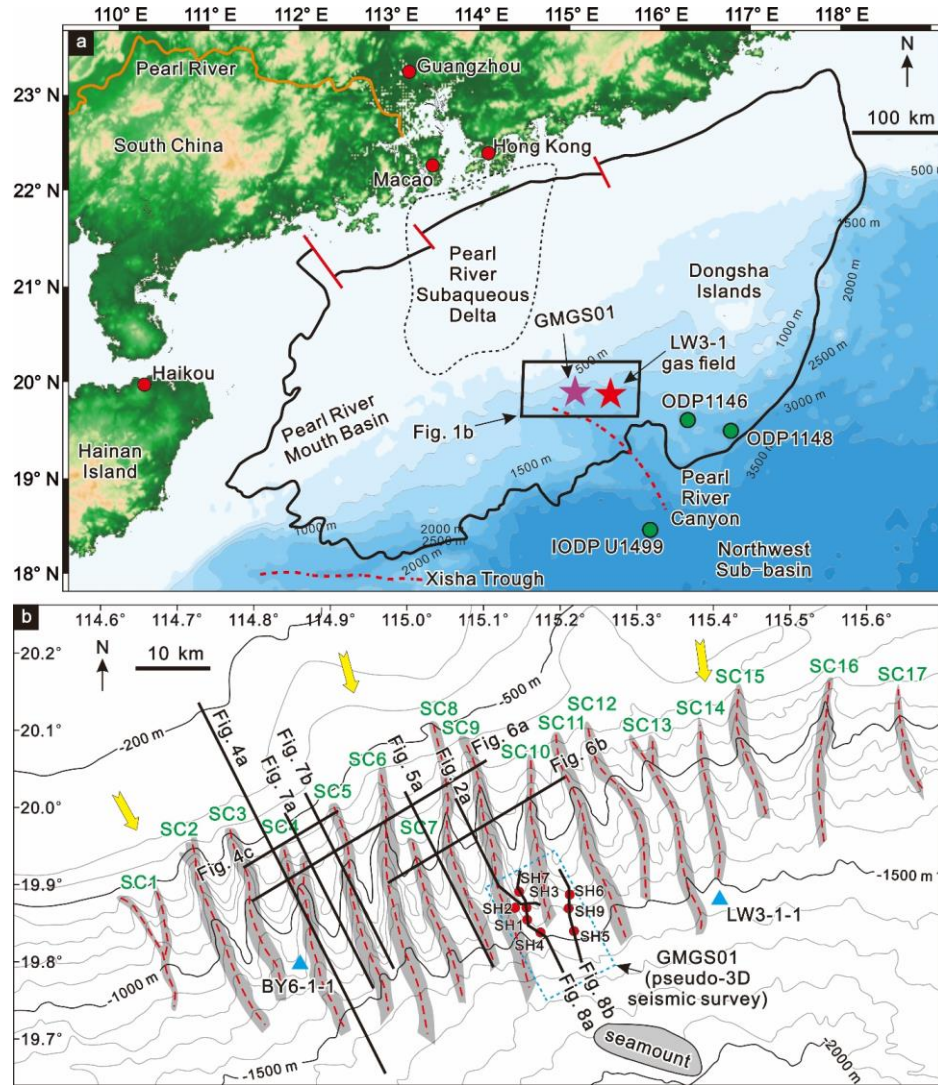 a
110°E
111°E
112°E
113°E
114°E
115°E
116°E
117°E
118°E
N
100 km
23°N
22°N
21°N
20°N
19°N
18°N
Pearl River
Guangzhou
South China
Hong Kong
Macao
500 m
1500 m
2000 m
Pearl
River
Subaqueous
Delta
Dongsha
Islands
1000 m
GMGS01
2500 m
LW3-1
gas field
500 m
3000 m
Haikou
ODP1146
Fig. 1b
ODP1148
3500 m
Pearl River
Mouth Basin
Hainan
Island
1500 m
Pearl
River
Canyon
1000 m
2000 m
2500 m
2000 m
IODP U1499
Northwest
Sub-basin
Xisha Trough
b
114.6°
114.7°
114.8°
114.9°
115.0°
115.1°
115.2°
115.3°
115.4°
115.5°
115.6°
20.2°
20.1°
20.0°
19.9°
19.8°
19.7°
N
10 km
-200 m
-500 m
SC1
SC2
SC3
SC4
SC5
SC6
SC7
SC8
SC9
SC10
SC11
SC12
SC13
SC14
SC15
SC16
SC17
Fig. 4a
Fig. 7a
Fig. 7b
Fig. 5a
Fig. 2a
Fig. 6a
Fig. 6b
Fig. 4c
SH7
SH3
SH6
SH2
SH9
SH1
SH4
SH5
-1500 m
LW3-1-1
BY6-1-1
-1000 m
GMGS01
(pseudo-3D
seismic survey)
Fig. 8a
Fig. 8b
seamount
-1500 m
-2000 m